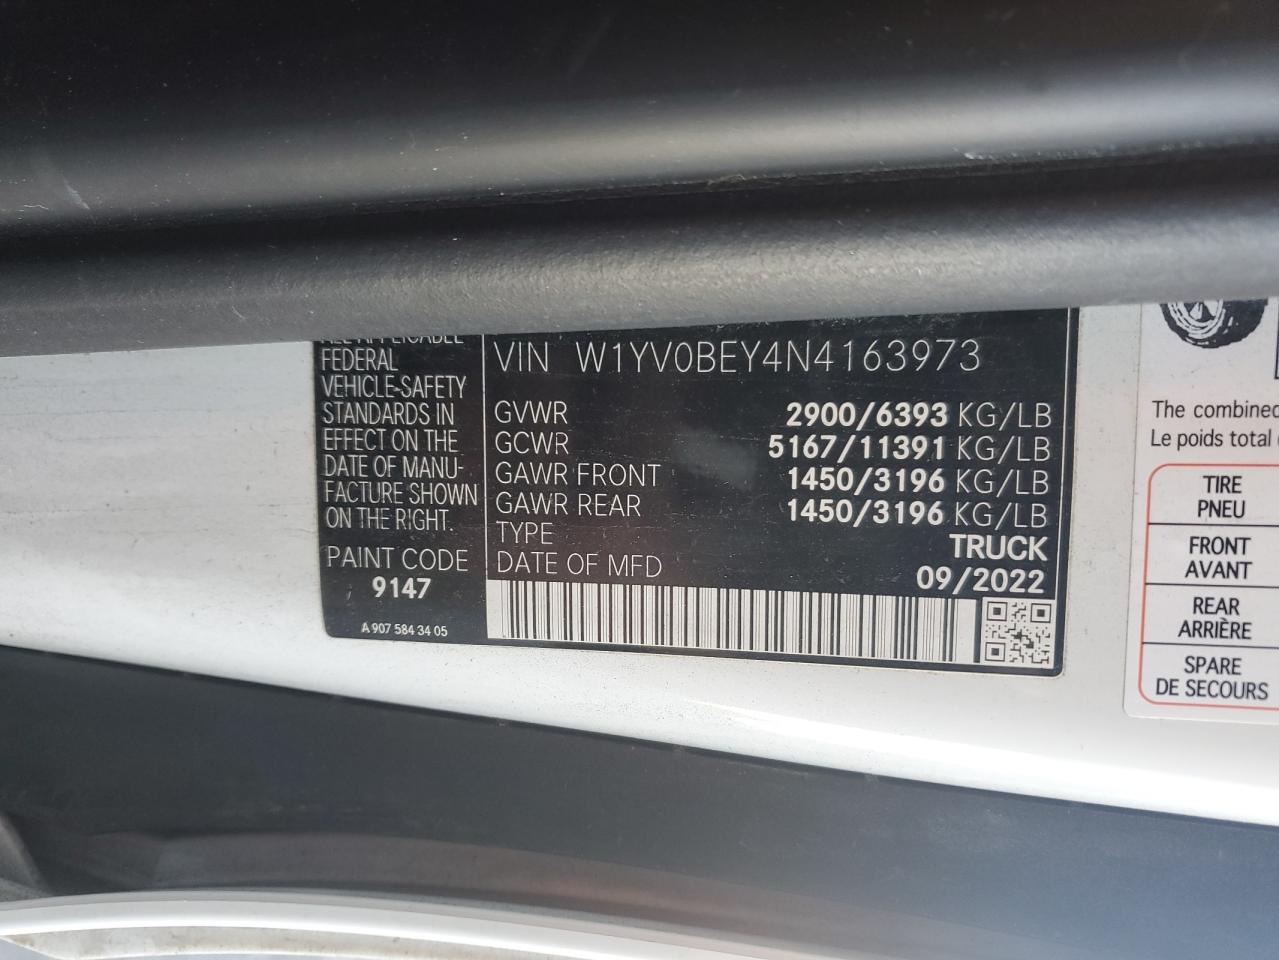 ALL APPLICABLE
FEDERAL
VEHICLE-SAFETY
STANDARDS IN
EFFECT ON THE
DATE OF MANU-
FACTURE SHOWN
ON THE RIGHT.
PAINT CODE
9147
A 907 584 34 05
VIN W1YV0BEY4N4163973
GVWR 2900/6393 KG/LB
GCWR 5167/11391 KG/LB
GAWR FRONT 1450/3196 KG/LB
GAWR REAR 1450/3196 KG/LB
TYPE TRUCK
DATE OF MFD 09/2022
The combined
Le poids total
TIRE
PNEU
FRONT
AVANT
REAR
ARRIÈRE
SPARE
DE SECOURS